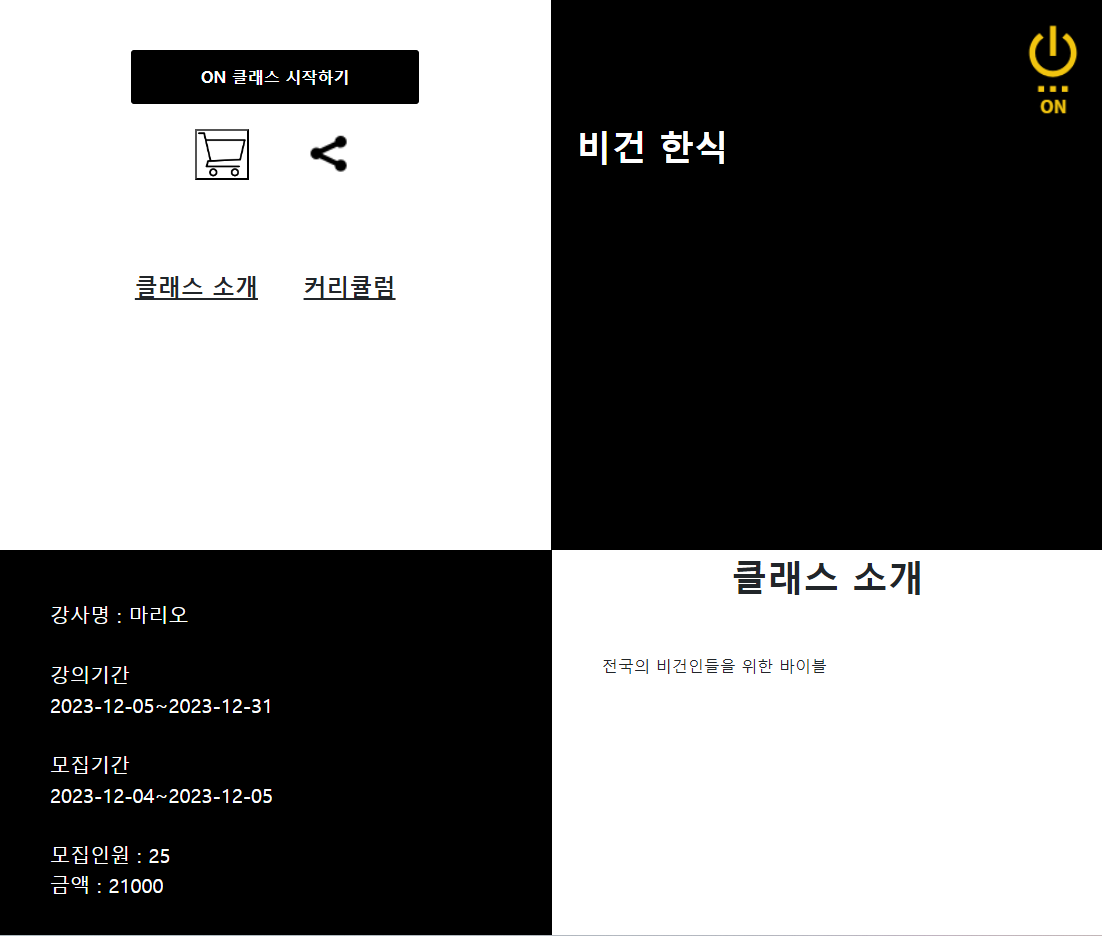 ON 클래스 시작하기
클래스 소개
커리큘럼
ON
비건 한식
강사명 : 마리오
강의기간
2023-12-05~2023-12-31
모집기간
2023-12-04~2023-12-05
모집인원 : 25
금액 : 21000
클래스 소개
전국의 비건인들을 위한 바이블